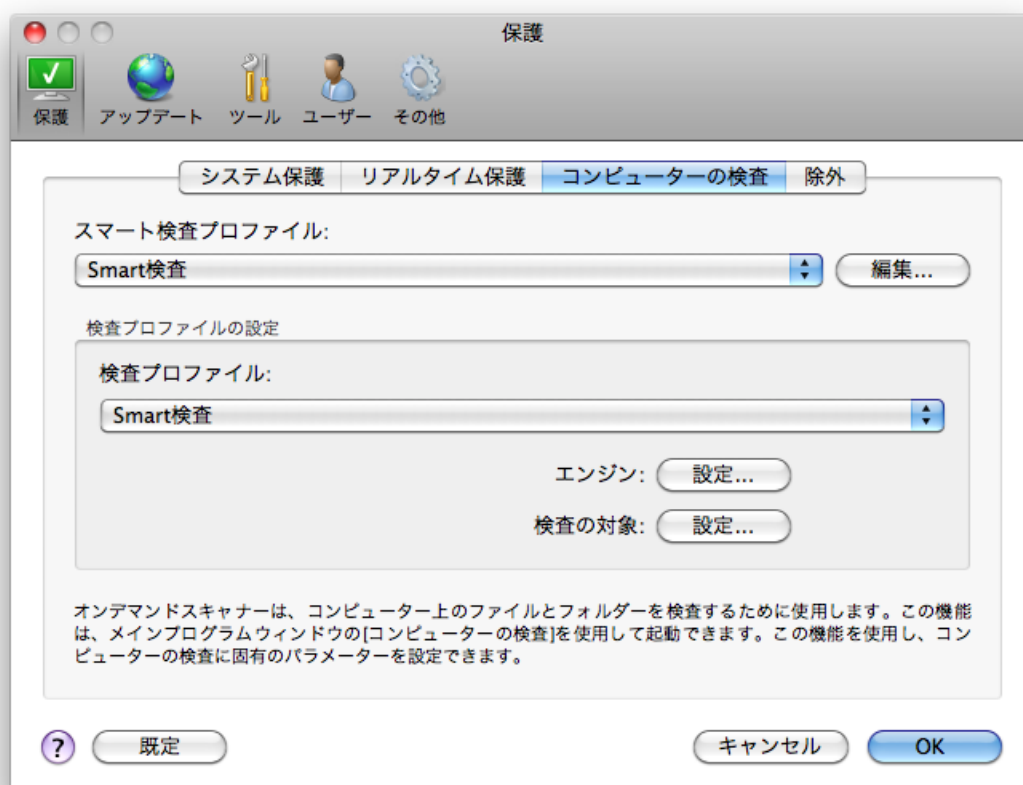 保護
保護 アップデート ツール ユーザー その他
システム保護 リアルタイム保護 コンピューターの検査 除外
スマート検査プロファイル:
Smart検査 編集...
検査プロファイルの設定
検査プロファイル:
Smart検査
エンジン: 設定...
検査の対象: 設定...
オンデマンドスキャナーは、コンピューター上のファイルとフォルダーを検査するために使用します。この機能
は、メインプログラムウィンドウの[コンピューターの検査]を使用して起動できます。この機能を使用し、コン
ピューターの検査に固有のパラメーターを設定できます。
? 既定 キャンセル OK